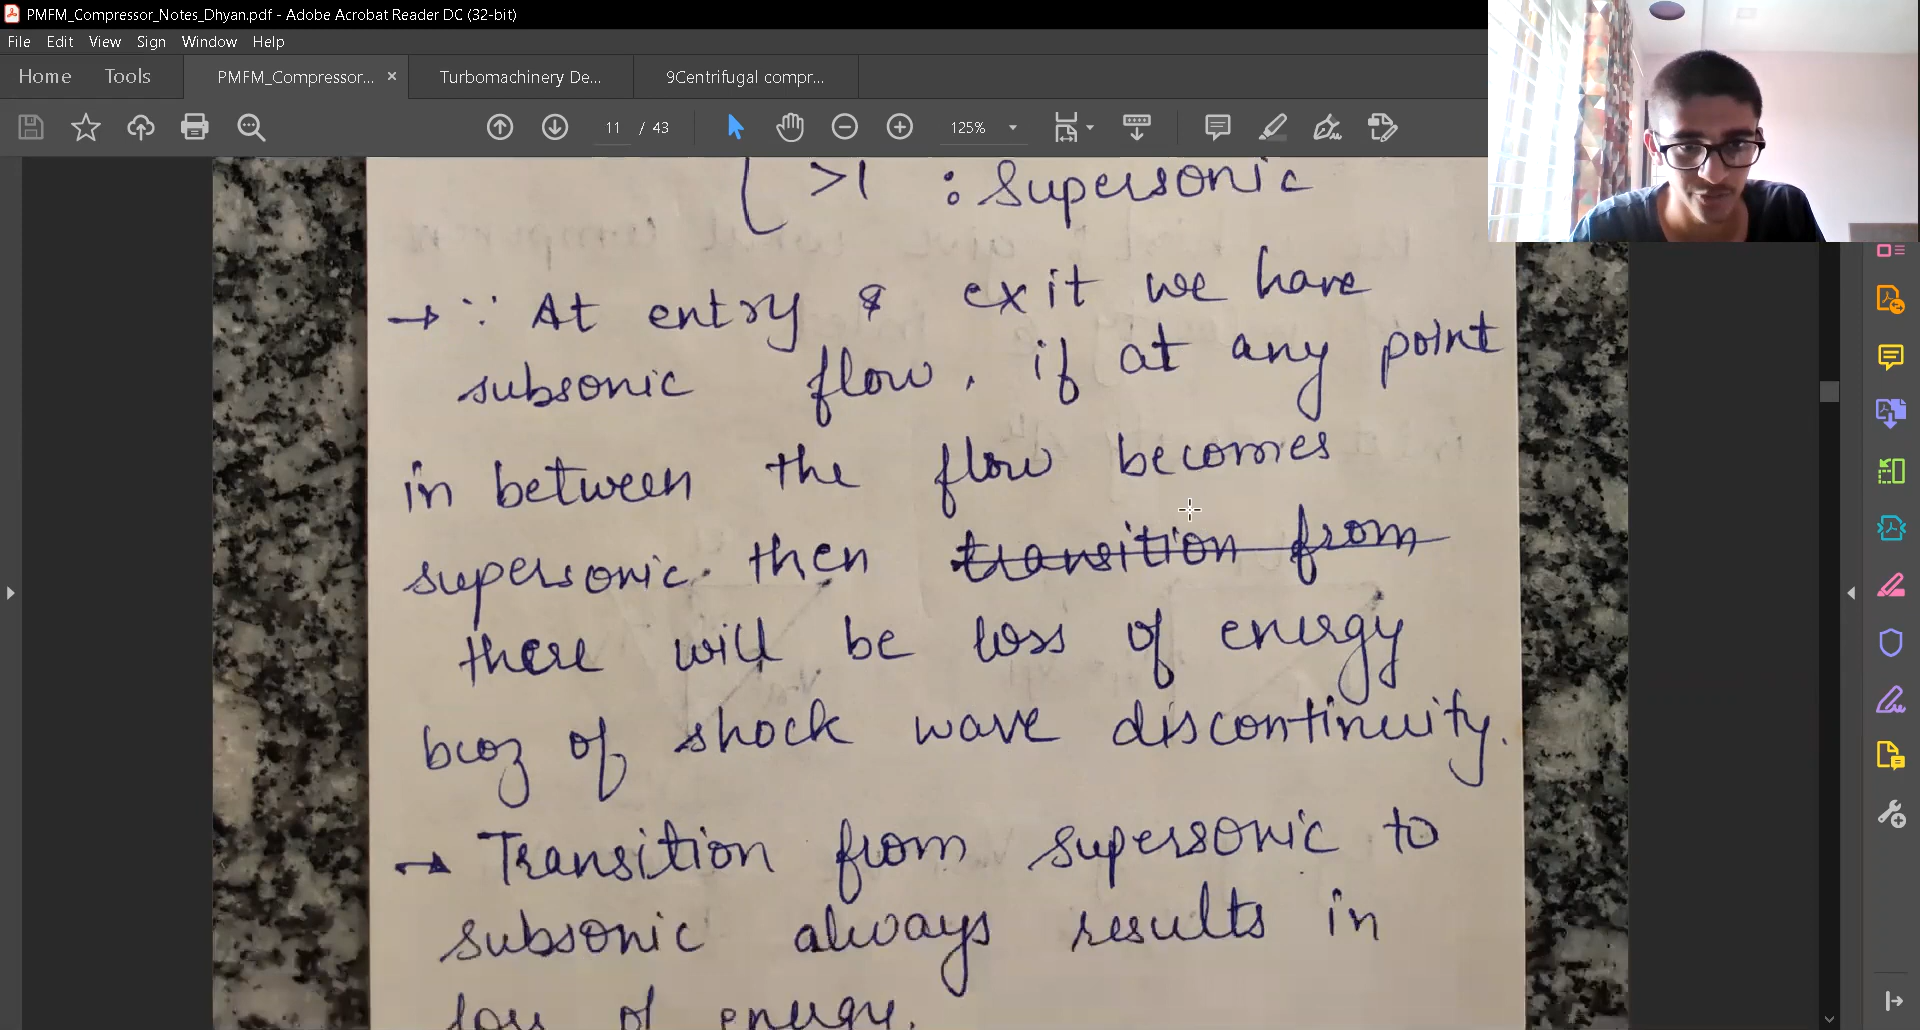 PMFM_Compressor_Notes_Dhyan.pdf - Adobe Acrobat Reader DC (32-bit)
File Edit View Sign Window Help
Home Tools PMFM_Compressor... × Turbomachinery De... 9Centrifugal compr...
11 / 43 125%
>1 : Supersonic
→ ∵ At entry & exit we have
subsonic flow, if at any point
in between the flow becomes
supersonic then transition from
there will be loss of energy
bcoz of shock wave discontinuity.
→ Transition from supersonic to
subsonic always results in
loss of energy.